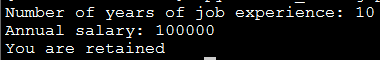 Number of years of job experience: 10
Annual salary: 100000
You are retained